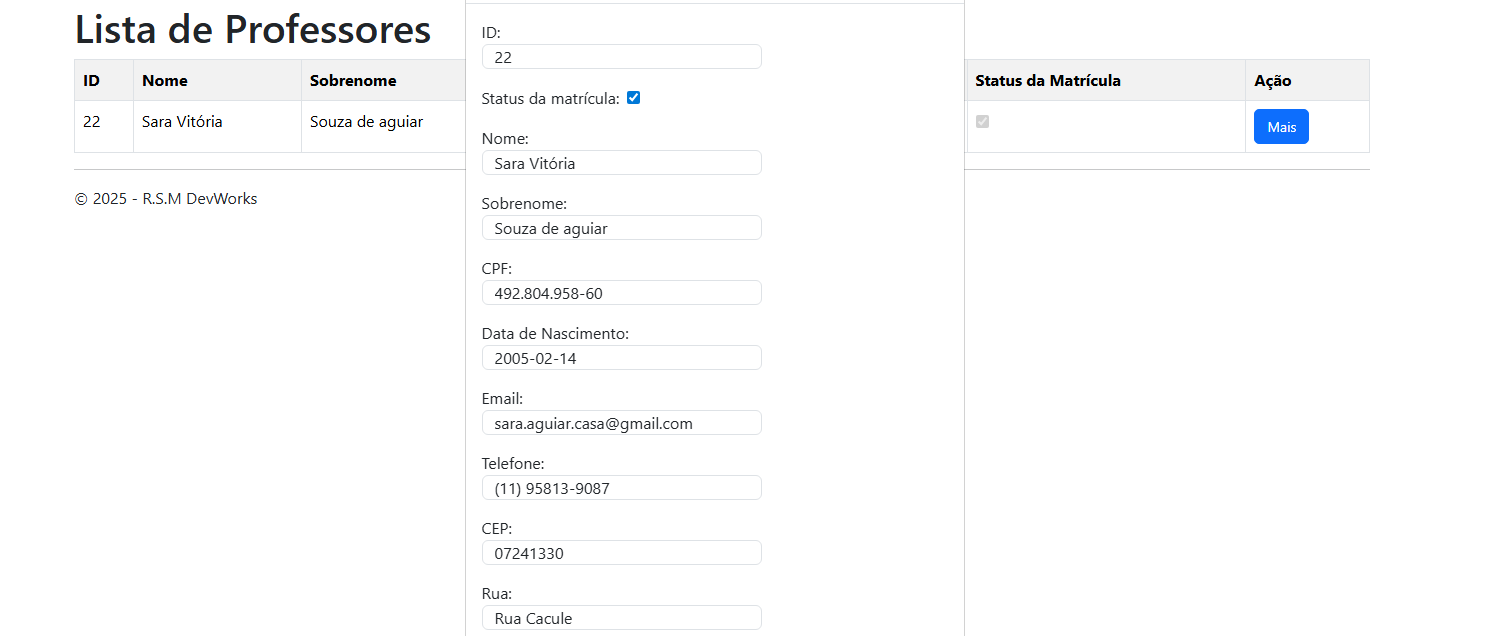 Lista de Professores
ID Nome Sobrenome Status da Matrícula Ação
22 Sara Vitória Souza de aguiar Mais
© 2025 - R.S.M DevWorks
ID:
22
Status da matrícula:
Nome:
Sara Vitória
Sobrenome:
Souza de aguiar
CPF:
492.804.958-60
Data de Nascimento:
2005-02-14
Email:
sara.aguiar.casa@gmail.com
Telefone:
(11) 95813-9087
CEP:
07241330
Rua:
Rua Cacule